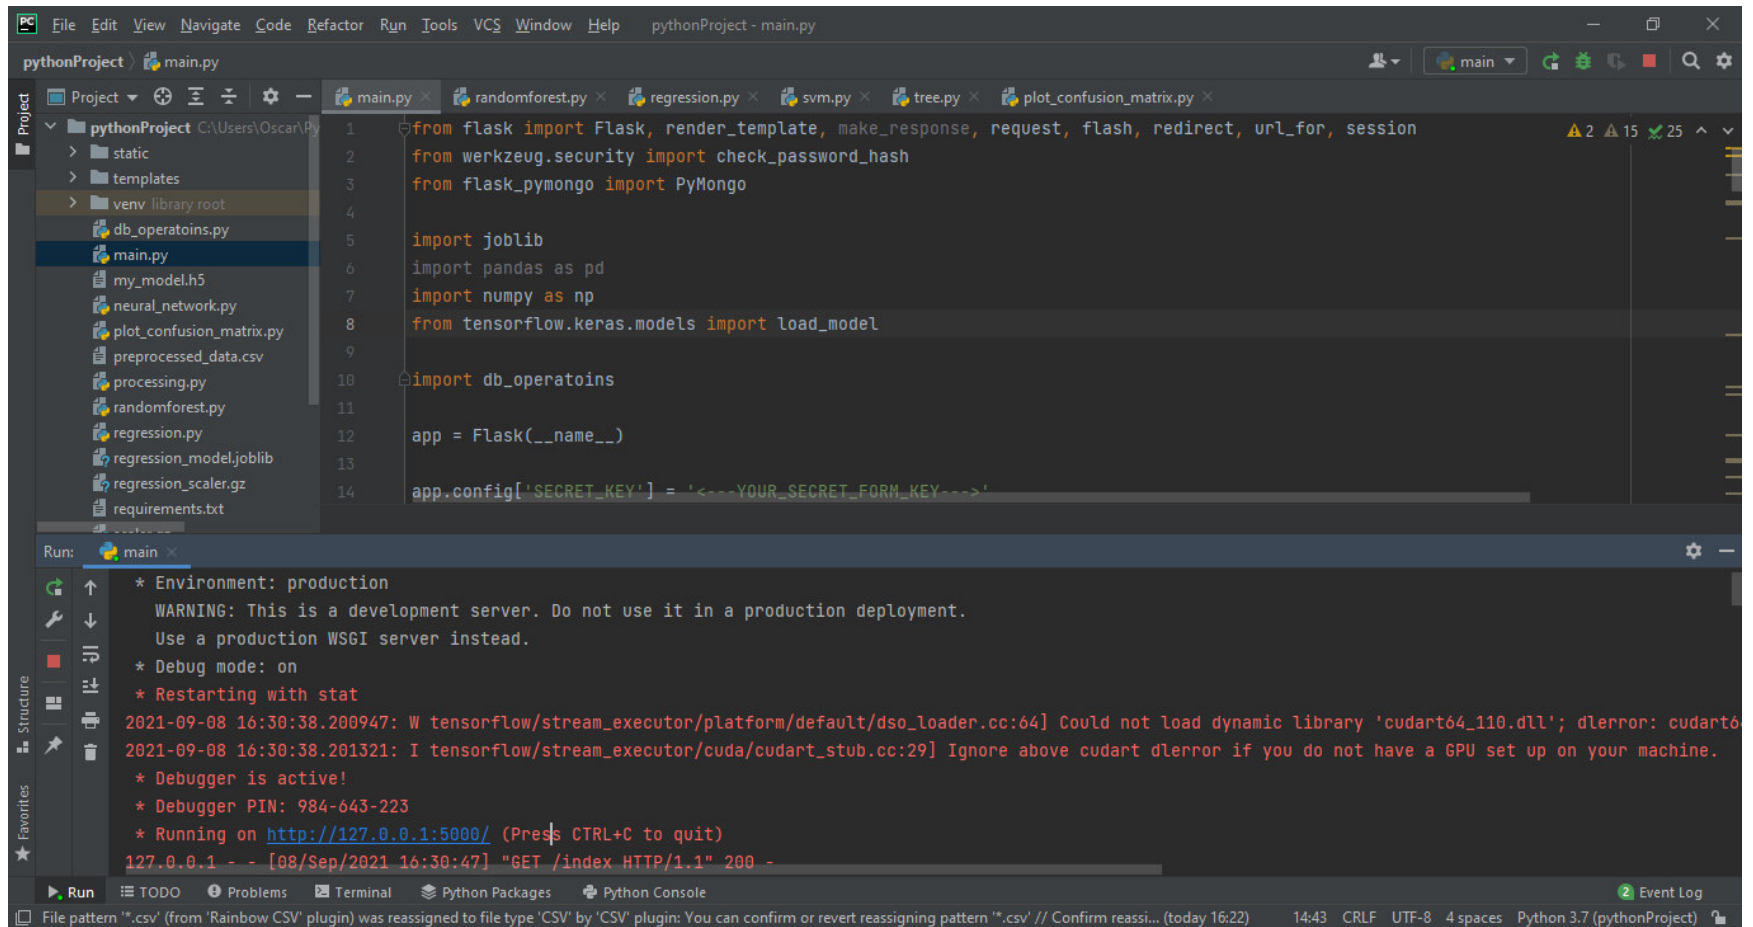 PC File Edit View Navigate Code Refactor Run Tools VCS Window Help pythonProject - main.py
pythonProject main.py main
Project
Project main.py randomforest.py regression.py svm.py tree.py plot_confusion_matrix.py
pythonProject C:\Users\Oscar\Py
static
templates
venv library root
db_operatoins.py
main.py
my_model.h5
neural_network.py
plot_confusion_matrix.py
preprocessed_data.csv
processing.py
randomforest.py
regression.py
regression_model.joblib
regression_scaler.gz
requirements.txt
1 from flask import Flask, render_template, make_response, request, flash, redirect, url_for, session
2 from werkzeug.security import check_password_hash
3 from flask_pymongo import PyMongo
4
5 import joblib
6 import pandas as pd
7 import numpy as np
8 from tensorflow.keras.models import load_model
9
10 import db_operatoins
11
12 app = Flask(__name__)
13
14 app.config['SECRET_KEY'] = '<---YOUR_SECRET_FORM_KEY--->'
2 15 25
Run: main
* Environment: production
WARNING: This is a development server. Do not use it in a production deployment.
Use a production WSGI server instead.
* Debug mode: on
* Restarting with stat
2021-09-08 16:30:38.200947: W tensorflow/stream_executor/platform/default/dso_loader.cc:64] Could not load dynamic library 'cudart64_110.dll'; dlerror: cudart6
2021-09-08 16:30:38.201321: I tensorflow/stream_executor/cuda/cudart_stub.cc:29] Ignore above cudart dlerror if you do not have a GPU set up on your machine.
* Debugger is active!
* Debugger PIN: 984-643-223
* Running on http://127.0.0.1:5000/ (Press CTRL+C to quit)
127.0.0.1 - - [08/Sep/2021 16:30:47] "GET /index HTTP/1.1" 200 -
Structure
Favorites
Run TODO Problems Terminal Python Packages Python Console 2 Event Log
File pattern '*.csv' (from 'Rainbow CSV' plugin) was reassigned to file type 'CSV' by 'CSV' plugin: You can confirm or revert reassigning pattern '*.csv' // Confirm reassi... (today 16:22) 14:43 CRLF UTF-8 4 spaces Python 3.7 (pythonProject)